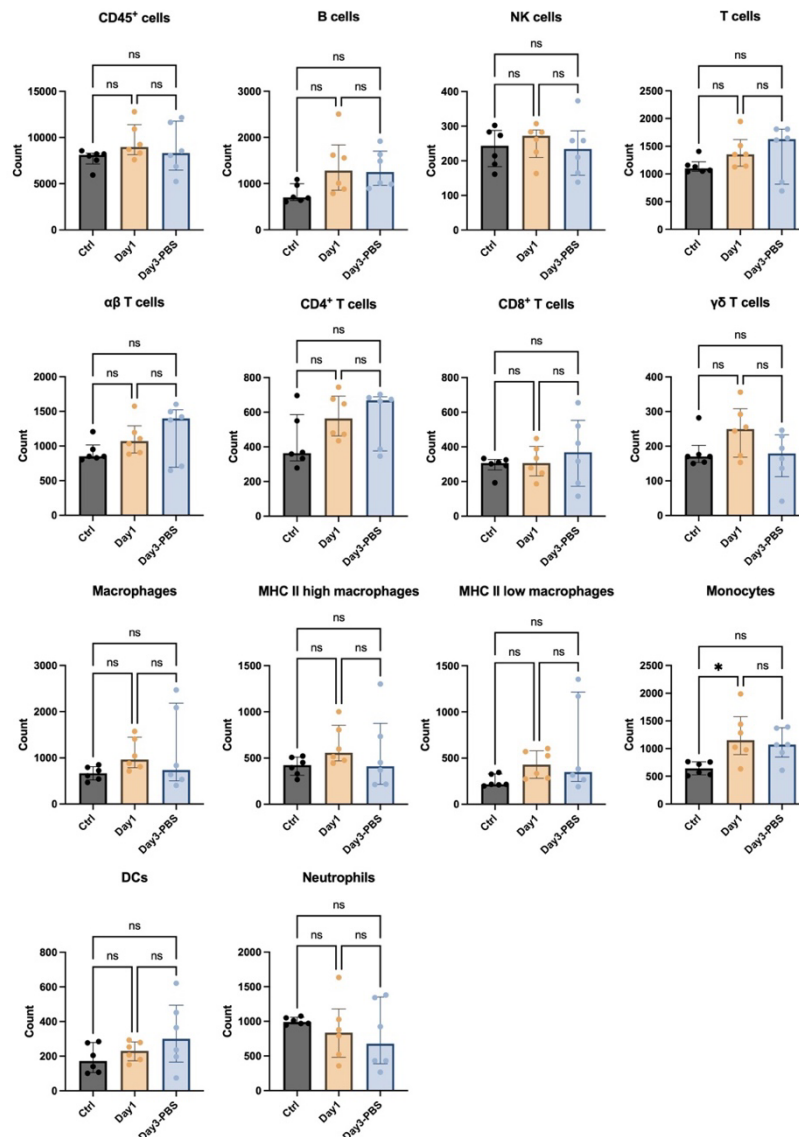 CD45⁺ cells
ns
ns ns
15000
10000
5000
0
Count
Ctrl
Day1
Day3-PBS
B cells
ns
ns ns
3000
2000
1000
0
Count
Ctrl
Day1
Day3-PBS
NK cells
ns
ns ns
400
300
200
100
0
Count
Ctrl
Day1
Day3-PBS
T cells
ns
ns ns
2500
2000
1500
1000
500
0
Count
Ctrl
Day1
Day3-PBS
αβ T cells
ns
ns ns
2000
1500
1000
500
0
Count
Ctrl
Day1
Day3-PBS
CD4⁺ T cells
ns
ns ns
800
600
400
200
0
Count
Ctrl
Day1
Day3-PBS
CD8⁺ T cells
ns
ns ns
800
600
400
200
0
Count
Ctrl
Day1
Day3-PBS
γδ T cells
ns
ns ns
400
300
200
100
0
Count
Ctrl
Day1
Day3-PBS
Macrophages
ns
ns ns
3000
2000
1000
0
Count
Ctrl
Day1
Day3-PBS
MHC II high macrophages
ns
ns ns
1500
1000
500
0
Count
Ctrl
Day1
Day3-PBS
MHC II low macrophages
ns
ns ns
1500
1000
500
0
Count
Ctrl
Day1
Day3-PBS
Monocytes
ns
* ns
2500
2000
1500
1000
500
0
Count
Ctrl
Day1
Day3-PBS
DCs
ns
ns ns
800
600
400
200
0
Count
Ctrl
Day1
Day3-PBS
Neutrophils
ns
ns ns
2000
1500
1000
500
0
Count
Ctrl
Day1
Day3-PBS